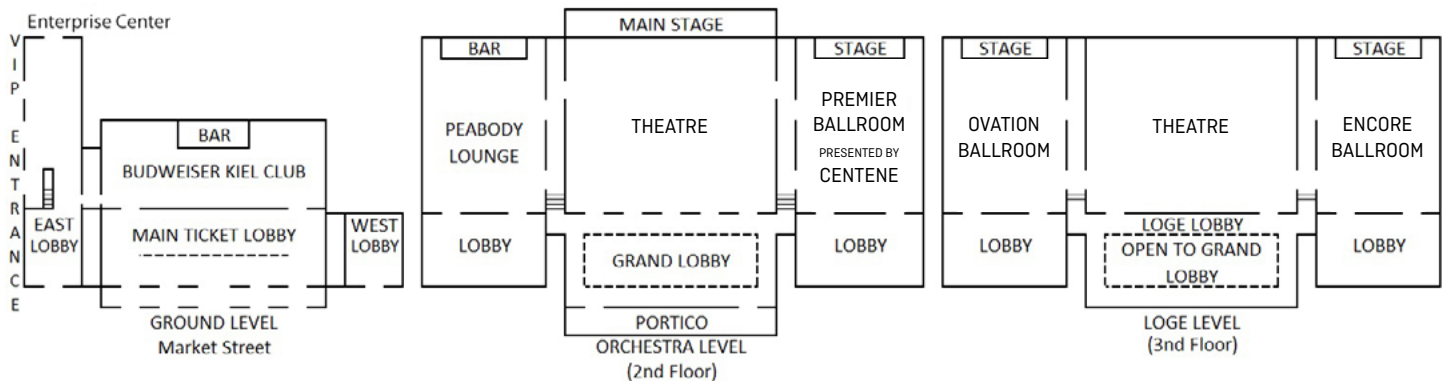 Enterprise Center
VIP ENTRANCE
BAR
BUDWEISER KIEL CLUB
EAST
LOBBY
MAIN TICKET LOBBY
WEST
LOBBY
GROUND LEVEL
Market Street
MAIN STAGE
BAR
STAGE
PEABODY
LOUNGE
THEATRE
PREMIER
BALLROOM
PRESENTED BY
CENTENE
LOBBY
GRAND LOBBY
LOBBY
PORTICO
ORCHESTRA LEVEL
(2nd Floor)
STAGE
STAGE
OVATION
BALLROOM
THEATRE
ENCORE
BALLROOM
LOGE LOBBY
LOBBY
OPEN TO GRAND
LOBBY
LOBBY
LOGE LEVEL
(3nd Floor)